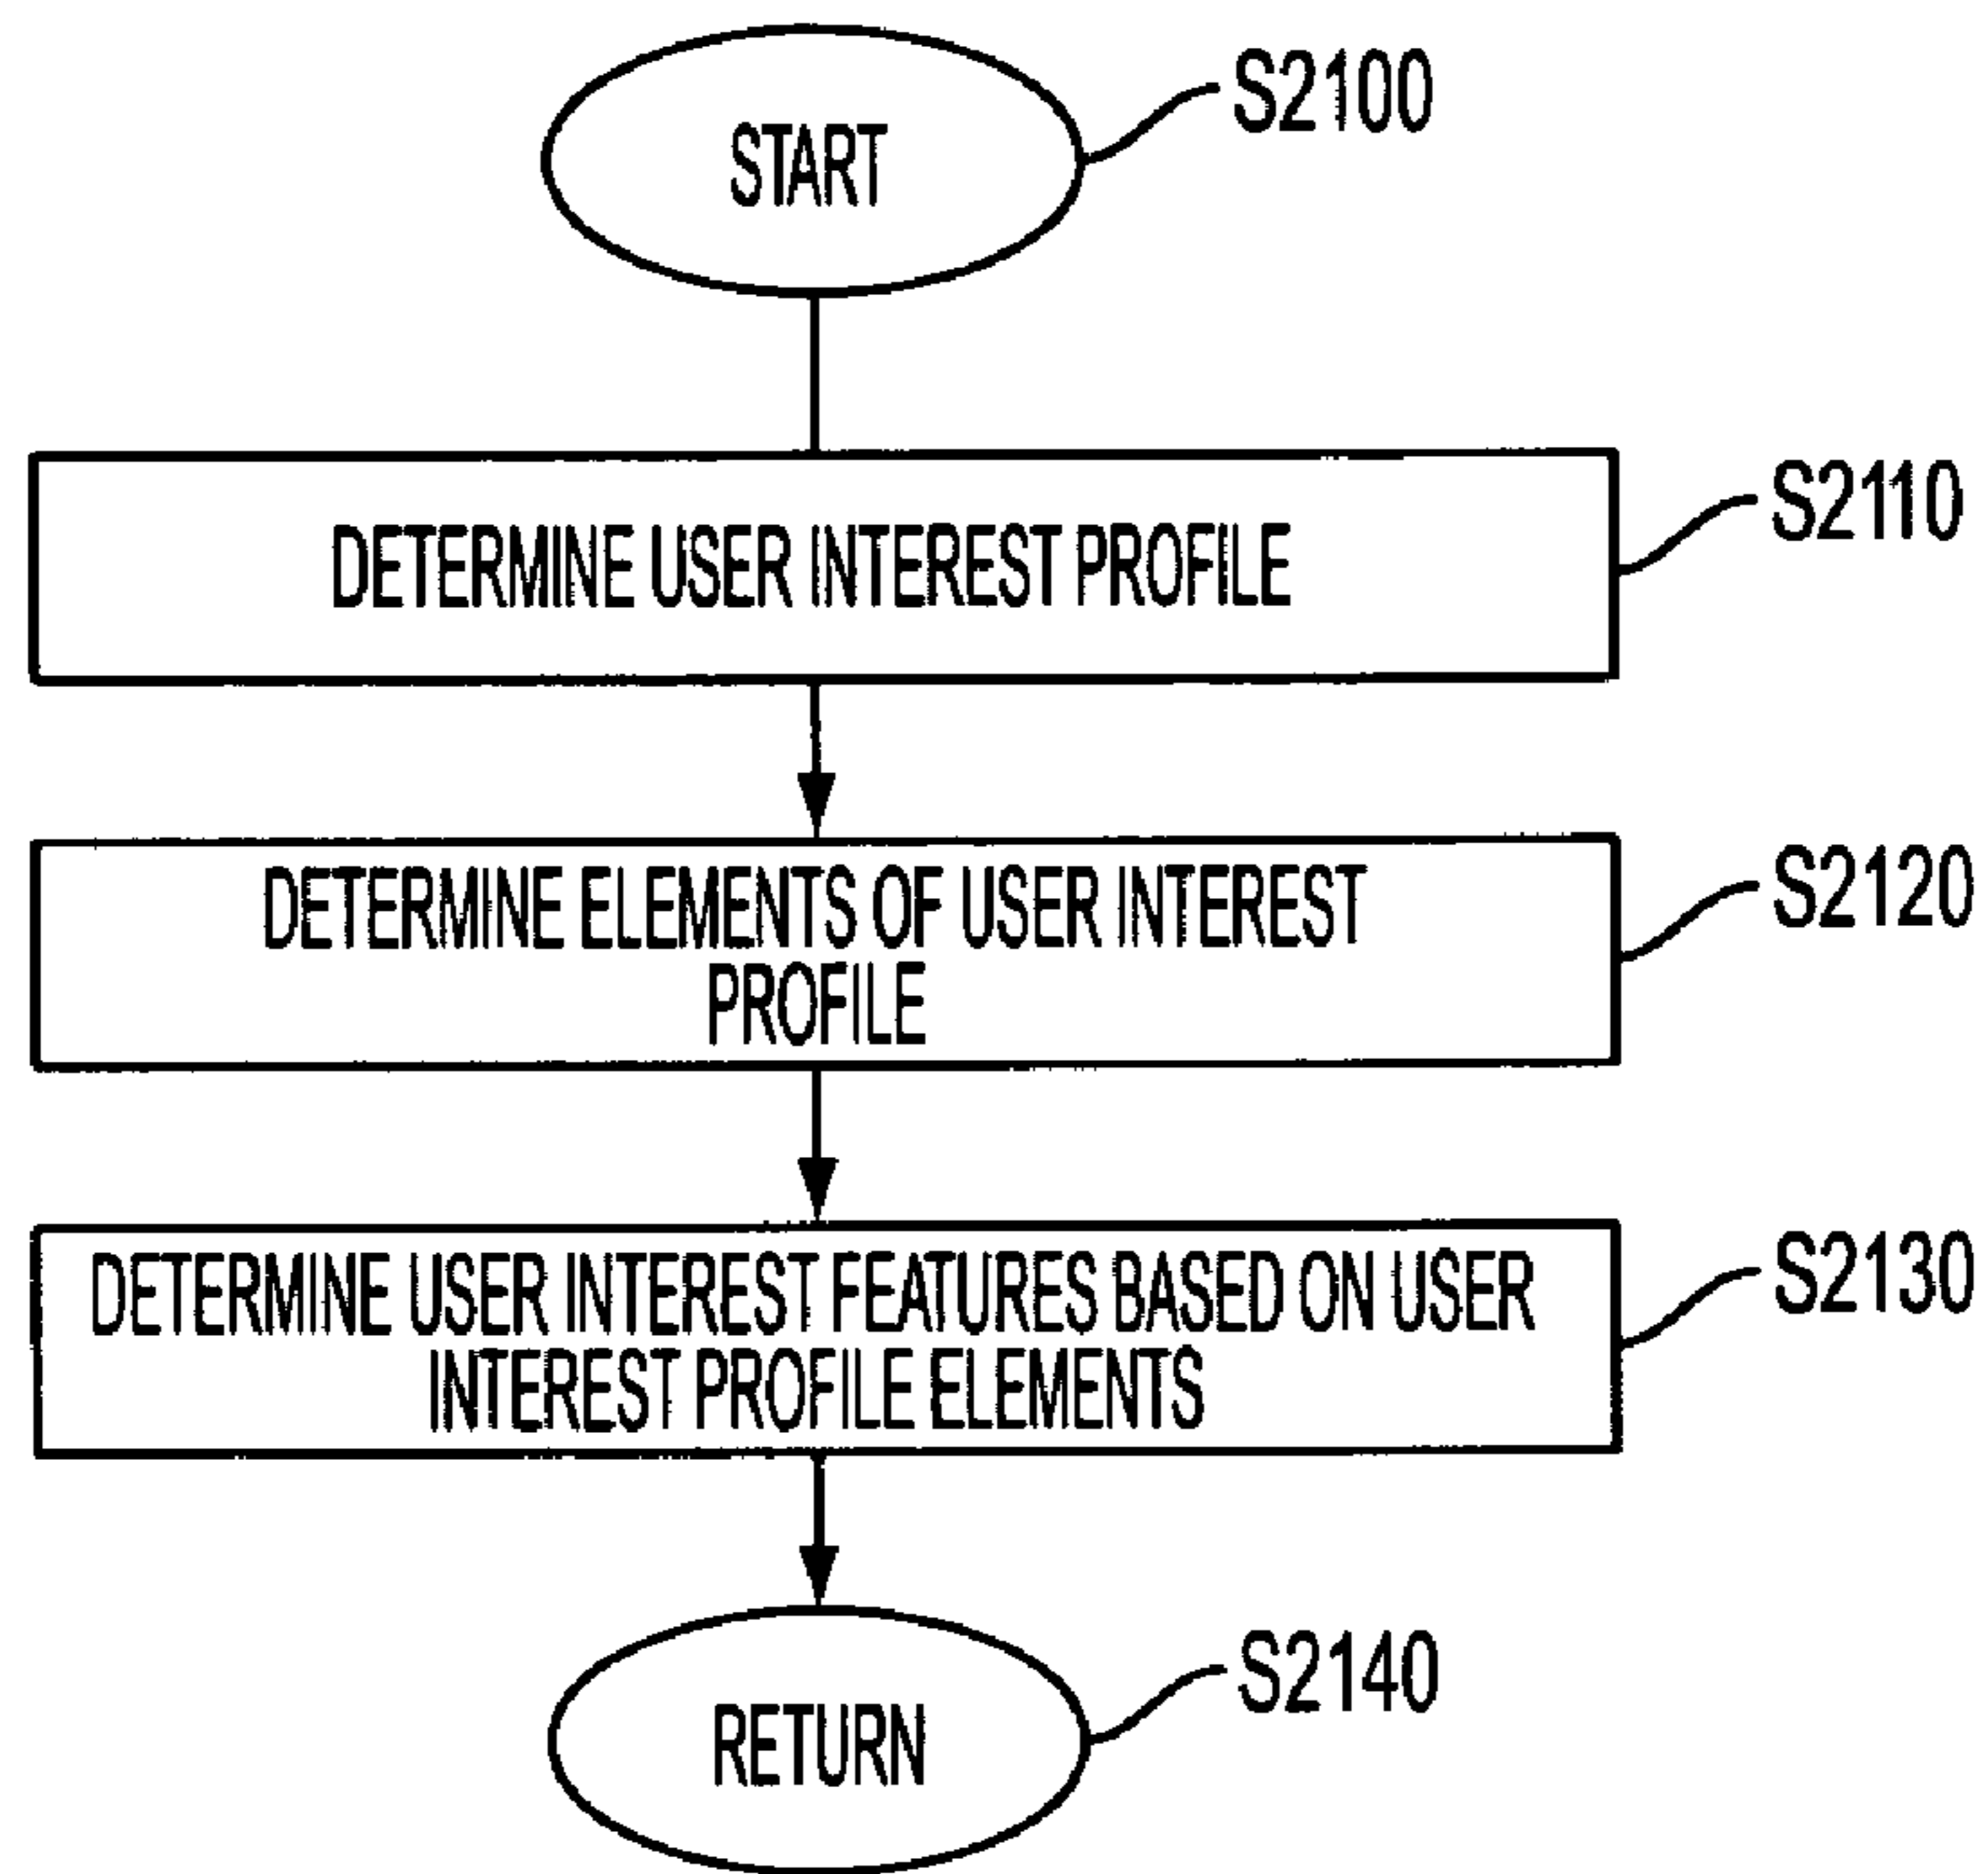 START
S2100
DETERMINE USER INTEREST PROFILE
S2110
DETERMINE ELEMENTS OF USER INTEREST
PROFILE
S2120
DETERMINE USER INTEREST FEATURES BASED ON USER
INTEREST PROFILE ELEMENTS
S2130
RETURN
S2140